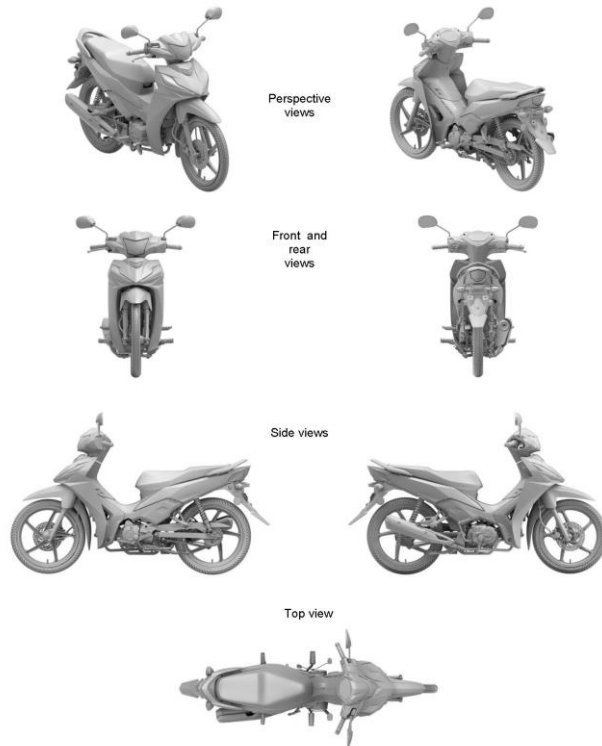 Perspective
views
Front and
rear
views
Side views
Top view